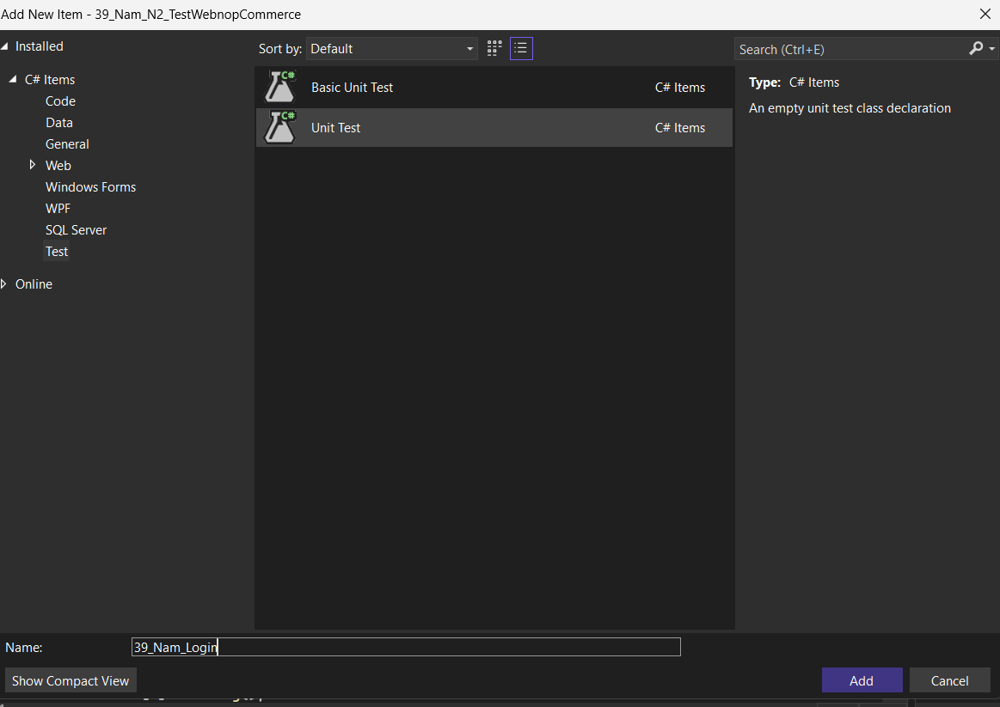 Add New Item - 39_Nam_N2_TestWebnopCommerce
Installed
Sort by: Default
Search (Ctrl+E)
C# Items
Code
Data
General
Web
Windows Forms
WPF
SQL Server
Test
Online
C# Basic Unit Test C# Items
C# Unit Test C# Items
Type: C# Items
An empty unit test class declaration
Name: 39_Nam_Login
Show Compact View
Add
Cancel